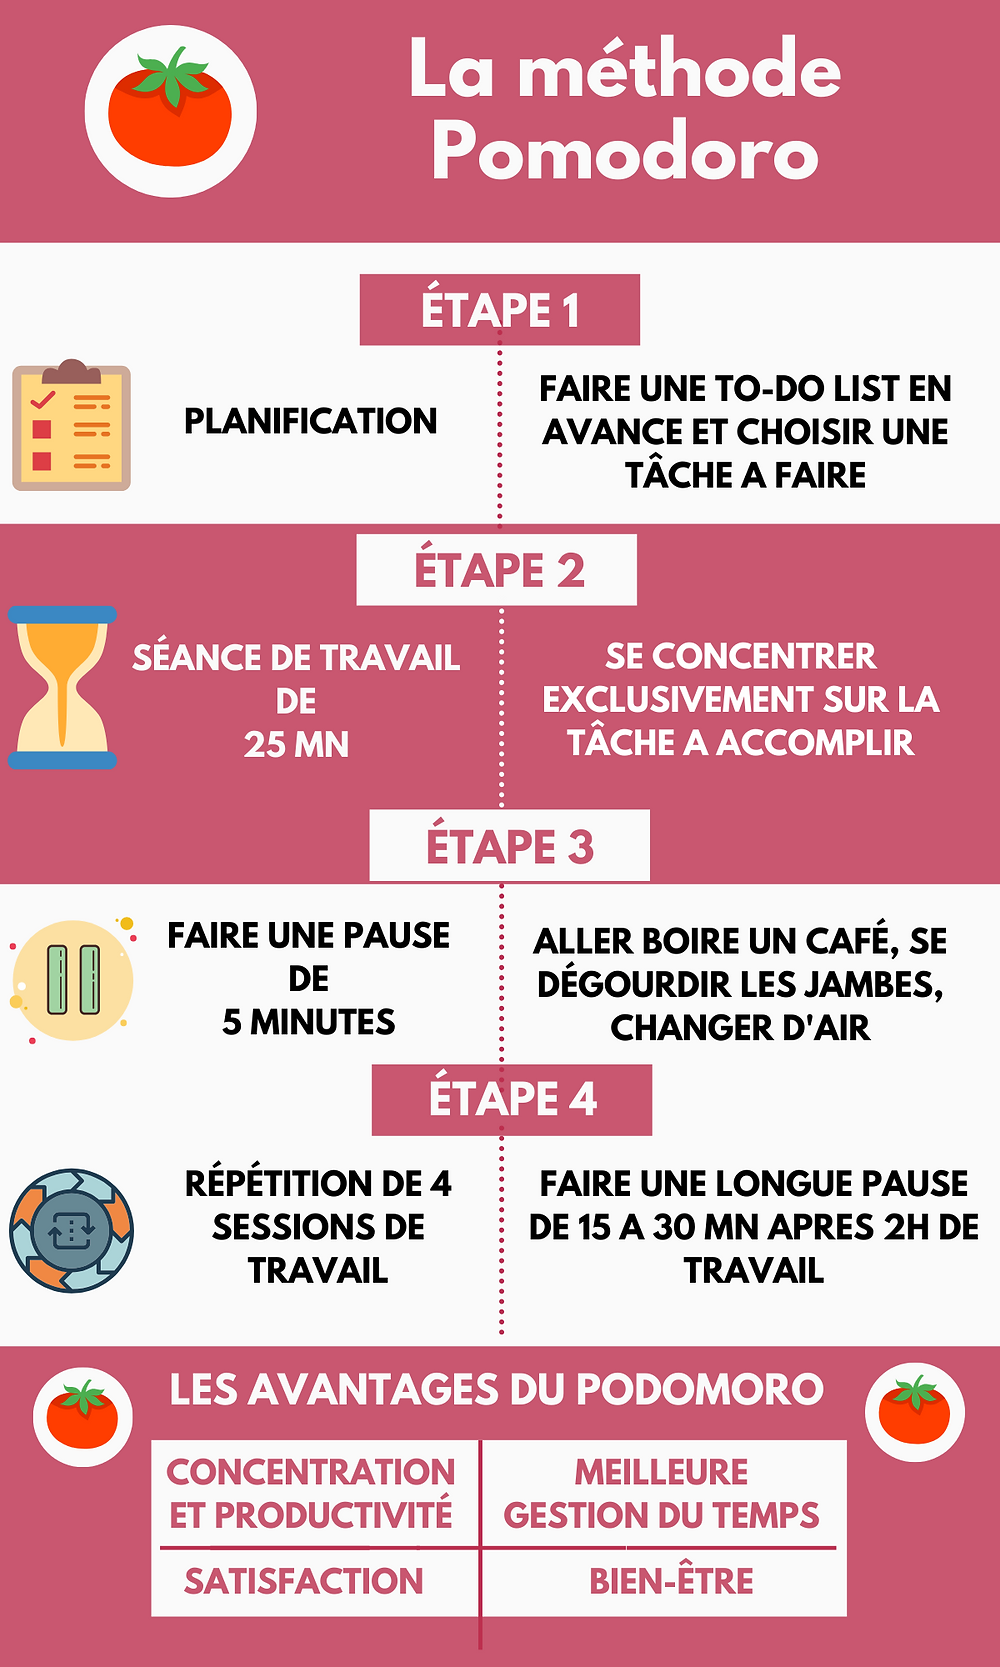 La méthode
Pomodoro
ÉTAPE 1
PLANIFICATION
FAIRE UNE TO-DO LIST EN
AVANCE ET CHOISIR UNE
TÂCHE A FAIRE
ÉTAPE 2
SÉANCE DE TRAVAIL
DE
25 MN
SE CONCENTRER
EXCLUSIVEMENT SUR LA
TÂCHE A ACCOMPLIR
ÉTAPE 3
FAIRE UNE PAUSE
DE
5 MINUTES
ALLER BOIRE UN CAFÉ, SE
DÉGOURDIR LES JAMBES,
CHANGER D'AIR
ÉTAPE 4
RÉPÉTITION DE 4
SESSIONS DE
TRAVAIL
FAIRE UNE LONGUE PAUSE
DE 15 A 30 MN APRES 2H DE
TRAVAIL
LES AVANTAGES DU PODOMORO
CONCENTRATION
ET PRODUCTIVITÉ
MEILLEURE
GESTION DU TEMPS
SATISFACTION
BIEN-ÊTRE